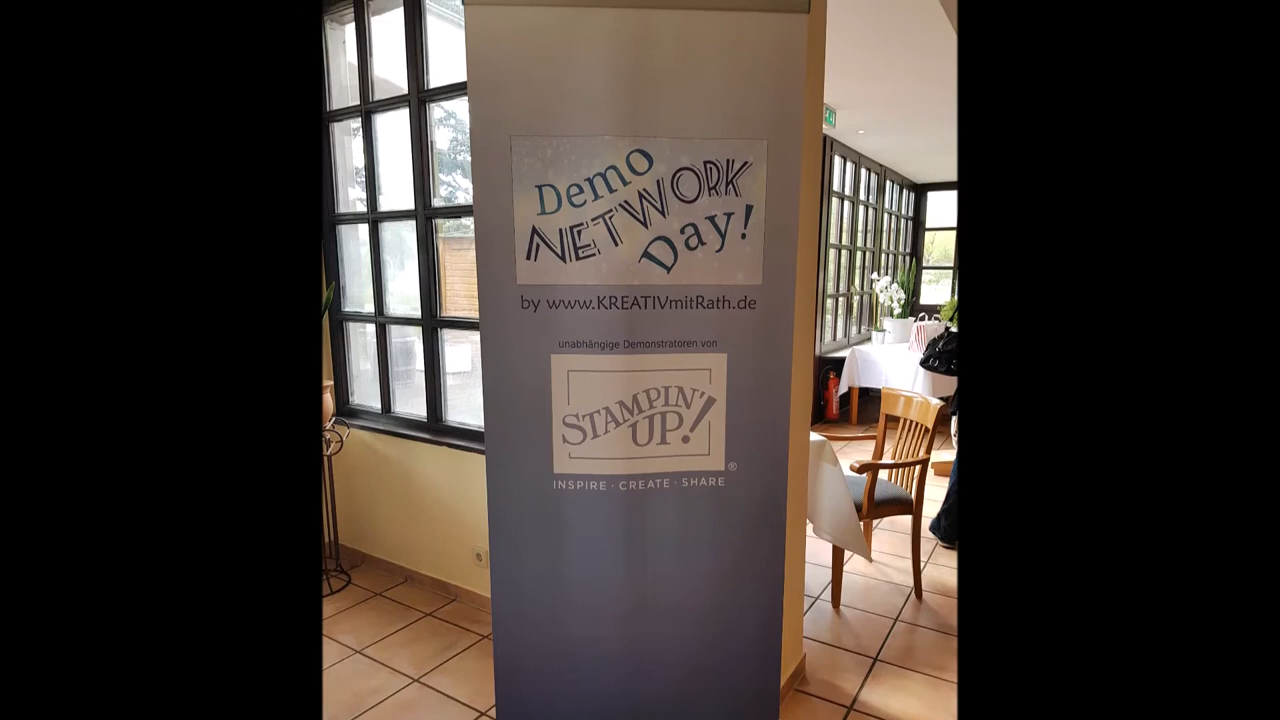 Demo
NETWORK
Day!
by www.KREATIVmitRath.de
unabhängige Demonstratoren von
STAMPIN'
UP!
®
INSPIRE · CREATE · SHARE